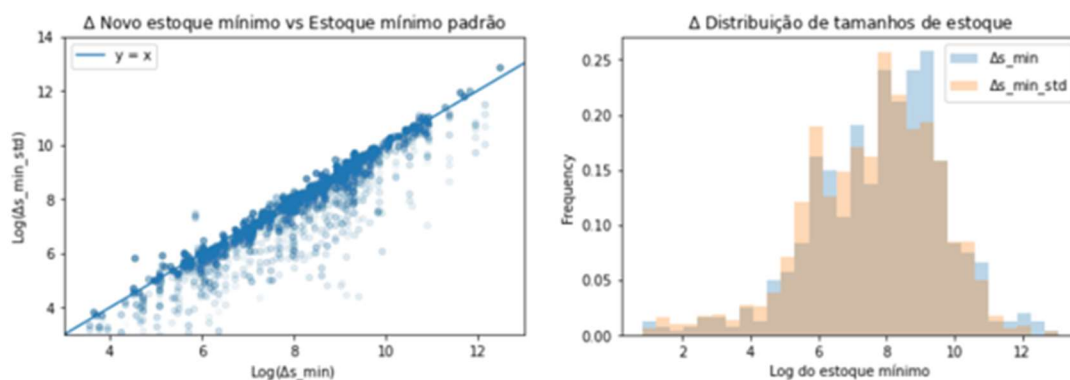 Δ Novo estoque mínimo vs Estoque mínimo padrão
14
12
10
8
6
4
Log(Δs_min_std)
y = x
4
6
8
10
12
Log(Δs_min)
Δ Distribuição de tamanhos de estoque
0.25
0.20
0.15
0.10
0.05
0.00
Frequency
Δs_min
Δs_min_std
2
4
6
8
10
12
Log do estoque mínimo